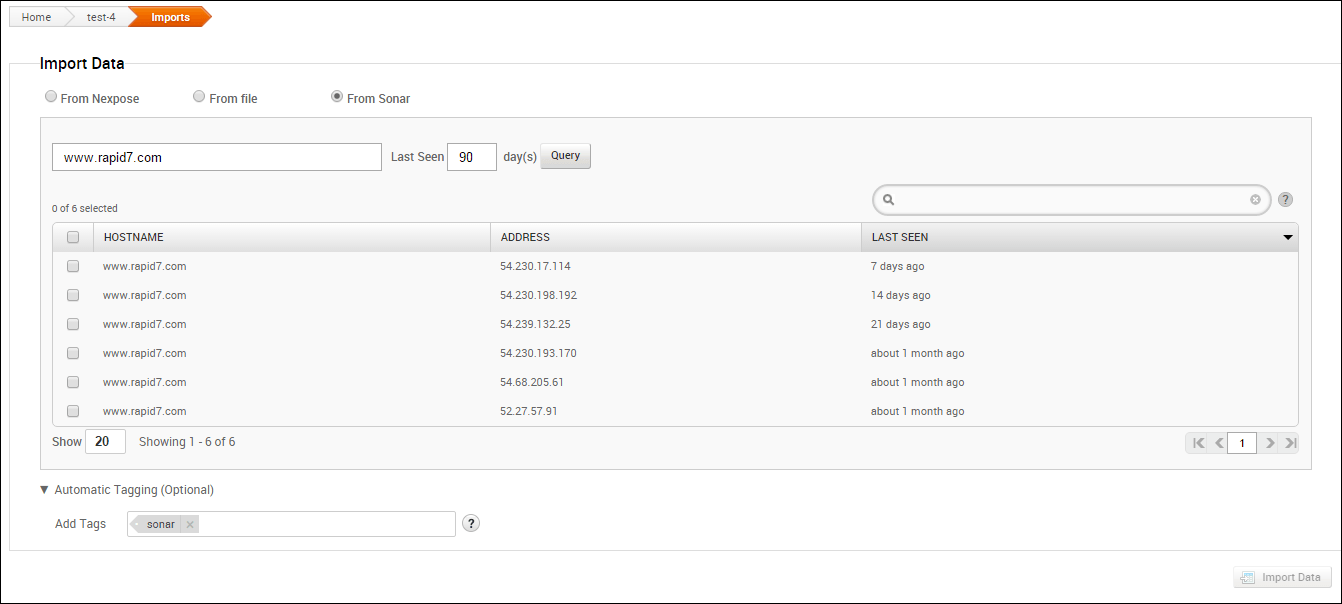 Home test-4 Imports
Import Data
From Nexpose From file From Sonar
www.rapid7.com Last Seen 90 day(s) Query
?
0 of 6 selected
HOSTNAME ADDRESS LAST SEEN
www.rapid7.com 54.230.17.114 7 days ago
www.rapid7.com 54.230.198.192 14 days ago
www.rapid7.com 54.239.132.25 21 days ago
www.rapid7.com 54.230.193.170 about 1 month ago
www.rapid7.com 54.68.205.61 about 1 month ago
www.rapid7.com 52.27.57.91 about 1 month ago
Show 20 Showing 1 - 6 of 6 1
Automatic Tagging (Optional)
Add Tags sonar × ?
Import Data